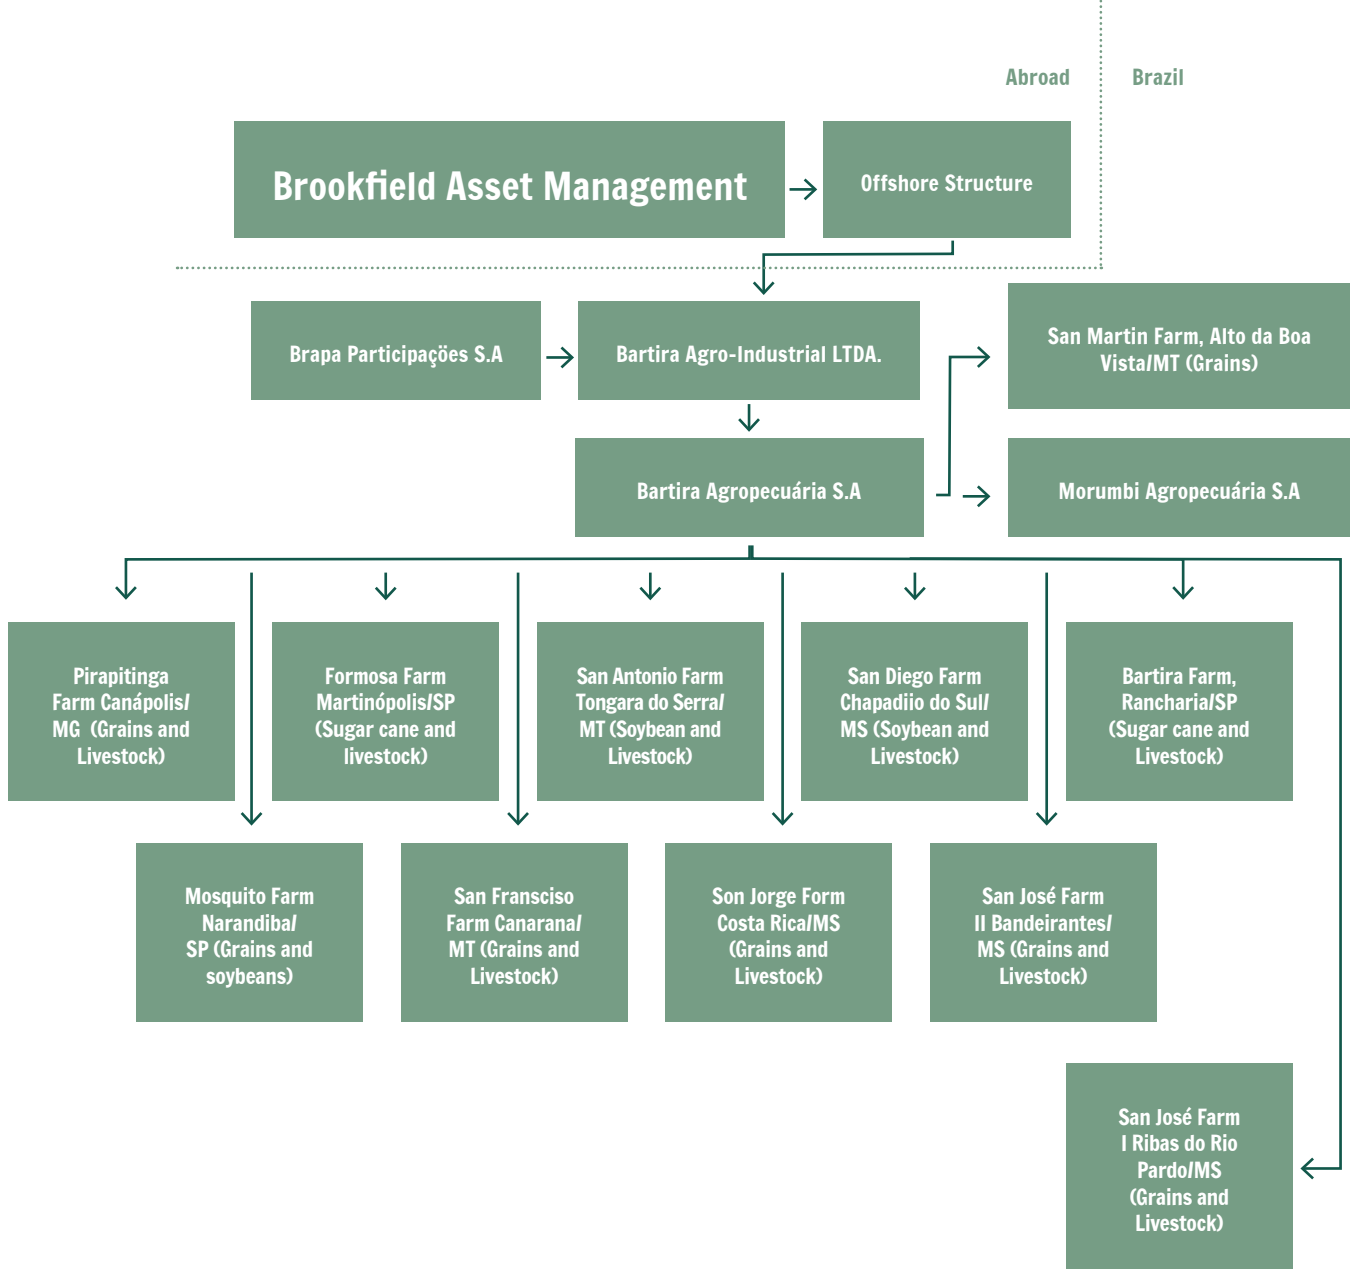 Abroad
Brazil
Brookfield Asset Management
Offshore Structure
Brapa Participaçöes S.A
Bartira Agro-Industrial LTDA.
San Martin Farm, Alto da Boa
Vista/MT (Grains)
Bartira Agropecuária S.A
Morumbi Agropecuária S.A
Pirapitinga
Farm Canápolis/
MG (Grains and
Livestock)
Formosa Farm
Martinópolis/SP
(Sugar cane and
livestock)
San Antonio Farm
Tongara do Serra/
MT (Soybean and
Livestock)
San Diego Farm
Chapadiio do Sul/
MS (Soybean and
Livestock)
Bartira Farm,
Rancharia/SP
(Sugar cane and
Livestock)
Mosquito Farm
Narandiba/
SP (Grains and
soybeans)
San Fransciso
Farm Canarana/
MT (Grains and
Livestock)
Son Jorge Form
Costa Rica/MS
(Grains and
Livestock)
San José Farm
II Bandeirantes/
MS (Grains and
Livestock)
San José Farm
I Ribas do Rio
Pardo/MS
(Grains and
Livestock)